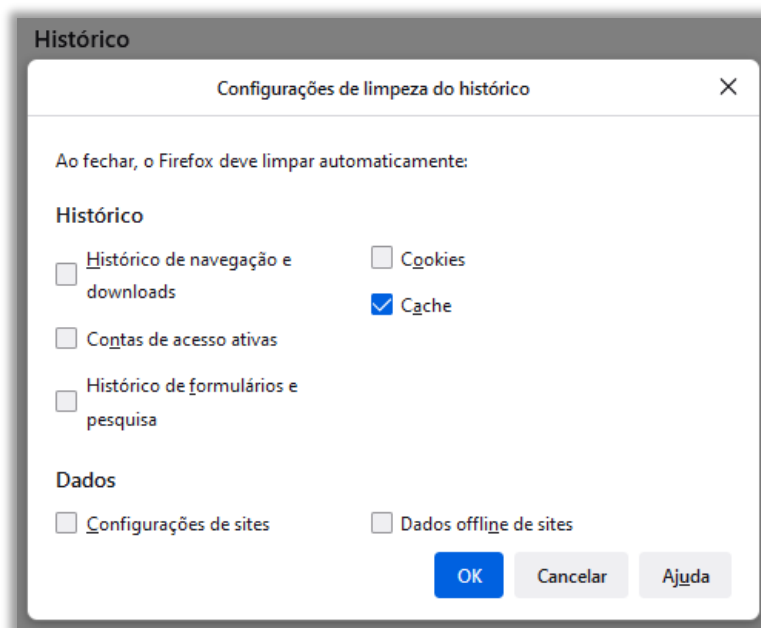 Histórico
Configurações de limpeza do histórico
Ao fechar, o Firefox deve limpar automaticamente:
Histórico
Histórico de navegação e
downloads
Cookies
Cache
Contas de acesso ativas
Histórico de formulários e
pesquisa
Dados
Configurações de sites
Dados offline de sites
OK
Cancelar
Ajuda